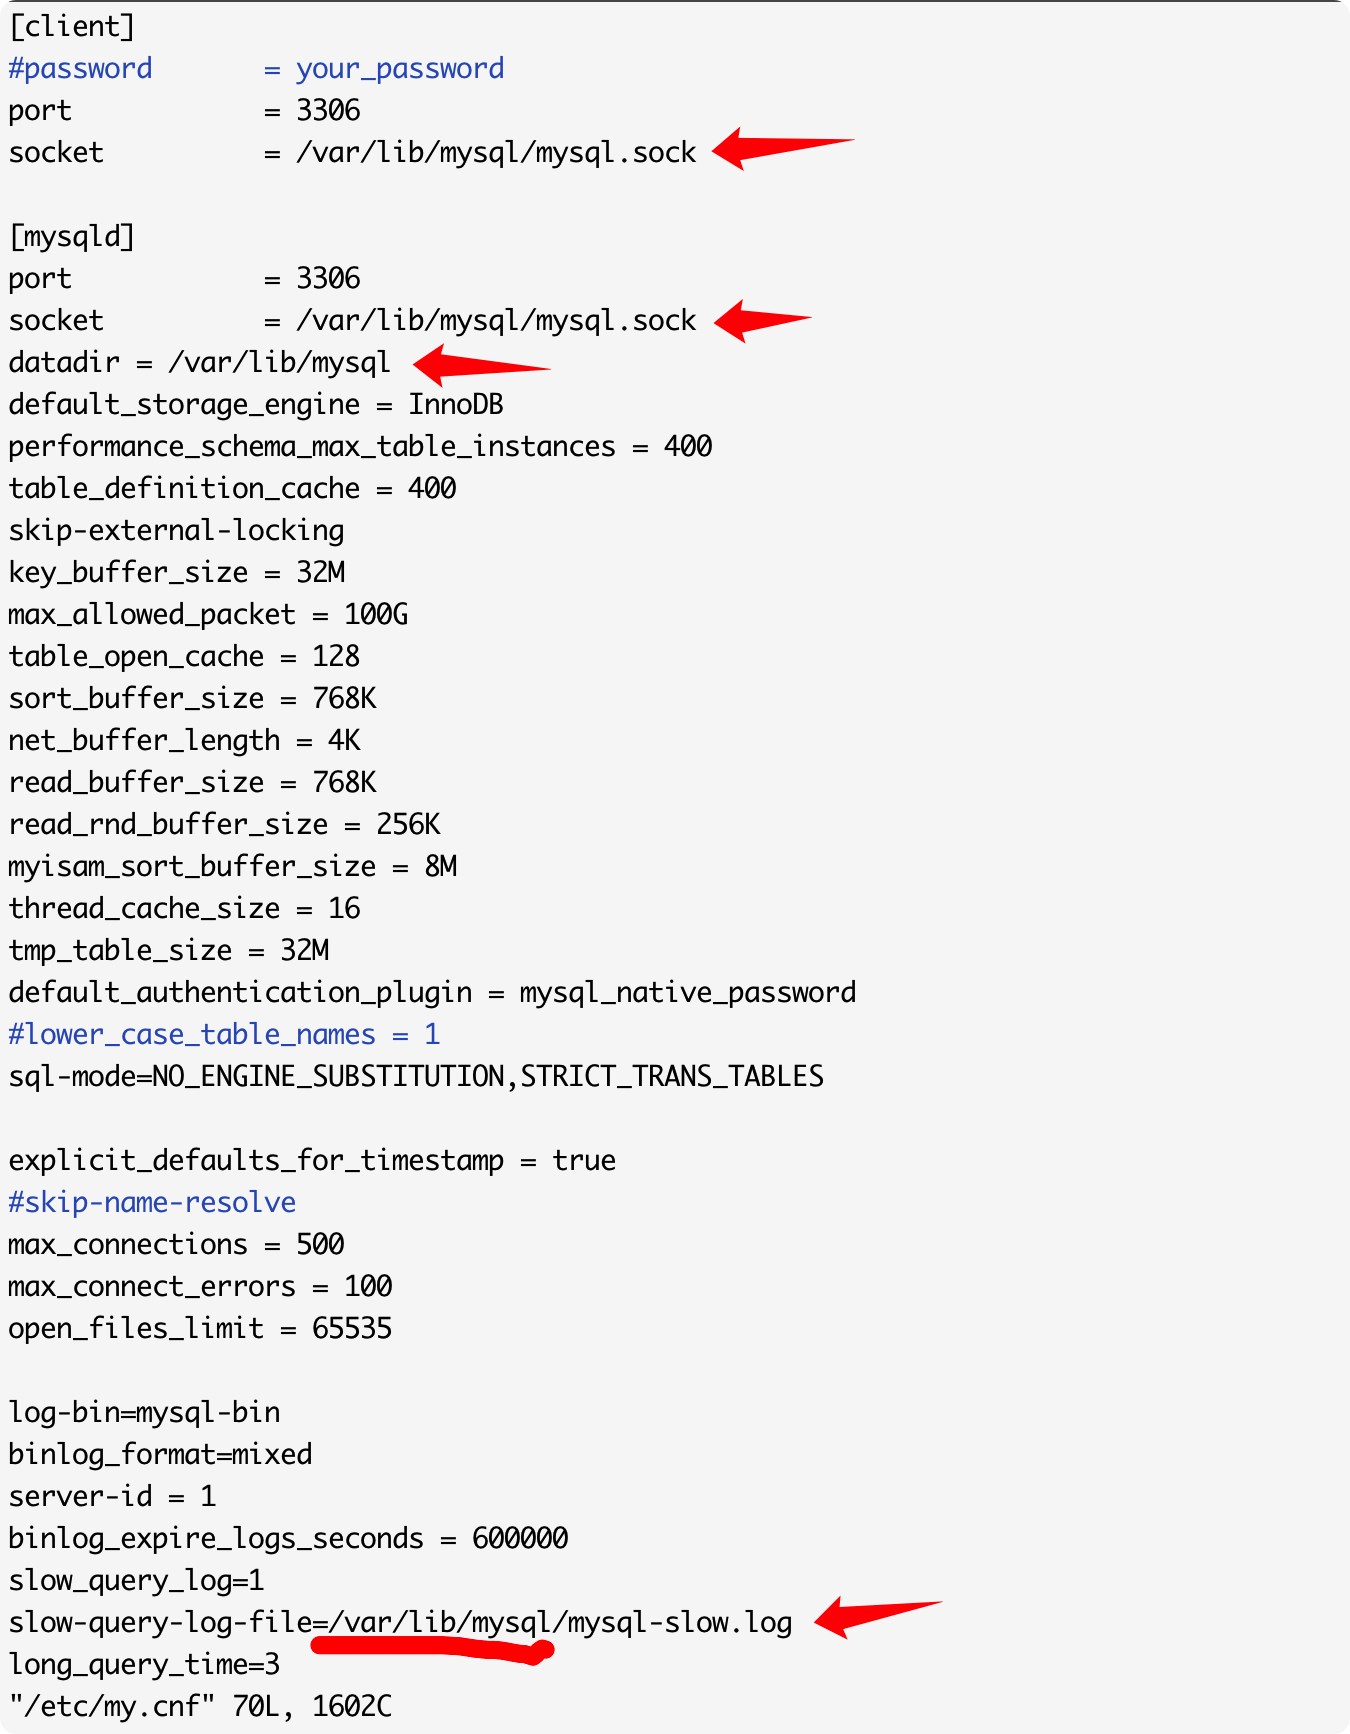 [client]
#password       = your_password
port            = 3306
socket          = /var/lib/mysql/mysql.sock
[mysqld]
port            = 3306
socket          = /var/lib/mysql/mysql.sock
datadir = /var/lib/mysql
default_storage_engine = InnoDB
performance_schema_max_table_instances = 400
table_definition_cache = 400
skip-external-locking
key_buffer_size = 32M
max_allowed_packet = 100G
table_open_cache = 128
sort_buffer_size = 768K
net_buffer_length = 4K
read_buffer_size = 768K
read_rnd_buffer_size = 256K
myisam_sort_buffer_size = 8M
thread_cache_size = 16
tmp_table_size = 32M
default_authentication_plugin = mysql_native_password
#lower_case_table_names = 1
sql-mode=NO_ENGINE_SUBSTITUTION,STRICT_TRANS_TABLES
explicit_defaults_for_timestamp = true
#skip-name-resolve
max_connections = 500
max_connect_errors = 100
open_files_limit = 65535
log-bin=mysql-bin
binlog_format=mixed
server-id = 1
binlog_expire_logs_seconds = 600000
slow_query_log=1
slow-query-log-file=/var/lib/mysql/mysql-slow.log
long_query_time=3
"/etc/my.cnf" 70L, 1602C